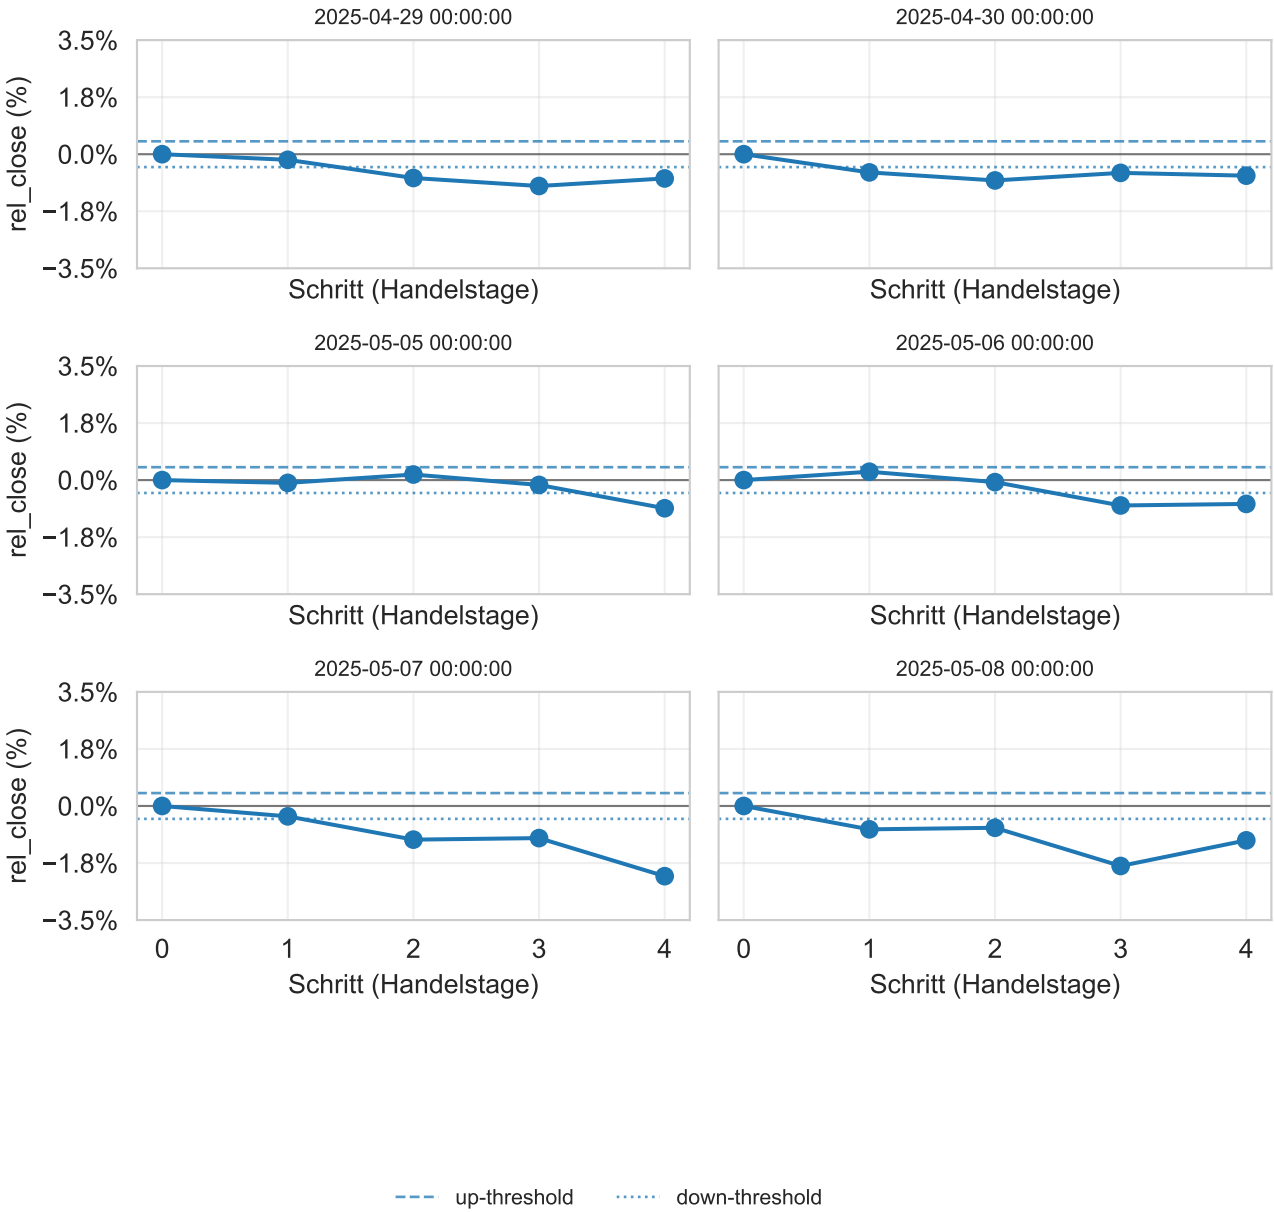 2025-04-29 00:00:00
2025-04-30 00:00:00
3.5%
1.8%
0.0%
−1.8%
−3.5%
rel_close (%)
Schritt (Handelstage)
Schritt (Handelstage)
2025-05-05 00:00:00
2025-05-06 00:00:00
3.5%
1.8%
0.0%
−1.8%
−3.5%
rel_close (%)
Schritt (Handelstage)
Schritt (Handelstage)
2025-05-07 00:00:00
2025-05-08 00:00:00
3.5%
1.8%
0.0%
−1.8%
−3.5%
rel_close (%)
0 1 2 3 4
0 1 2 3 4
Schritt (Handelstage)
Schritt (Handelstage)
up-threshold
down-threshold